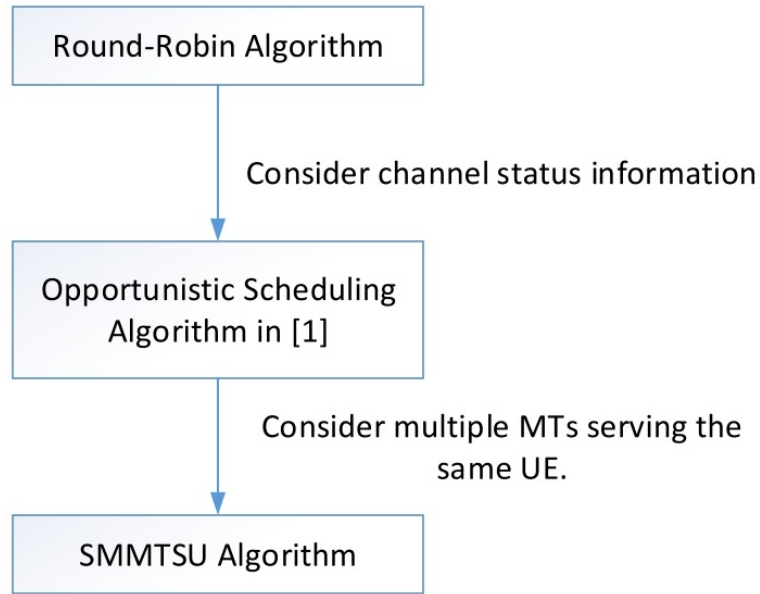 Round-Robin Algorithm
Consider channel status information
Opportunistic Scheduling
Algorithm in [1]
Consider multiple MTs serving the
same UE.
SMMTSU Algorithm